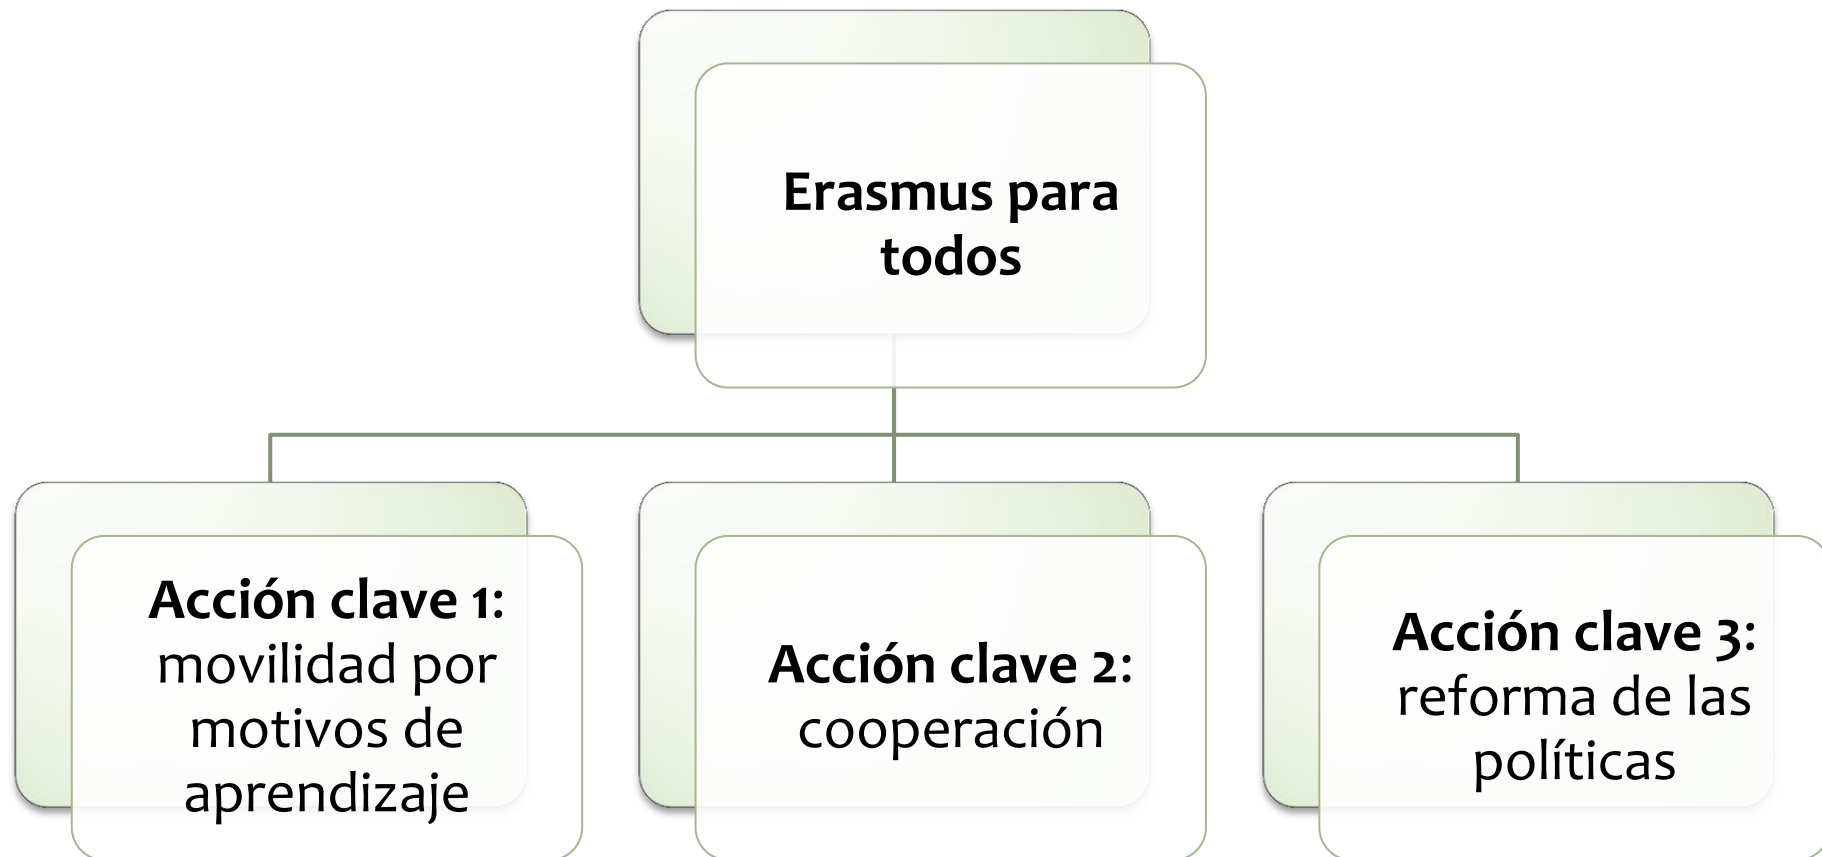 Erasmus para
todos
Acción clave 1:
movilidad por
motivos de
aprendizaje
Acción clave 2:
cooperación
Acción clave 3:
reforma de las
políticas